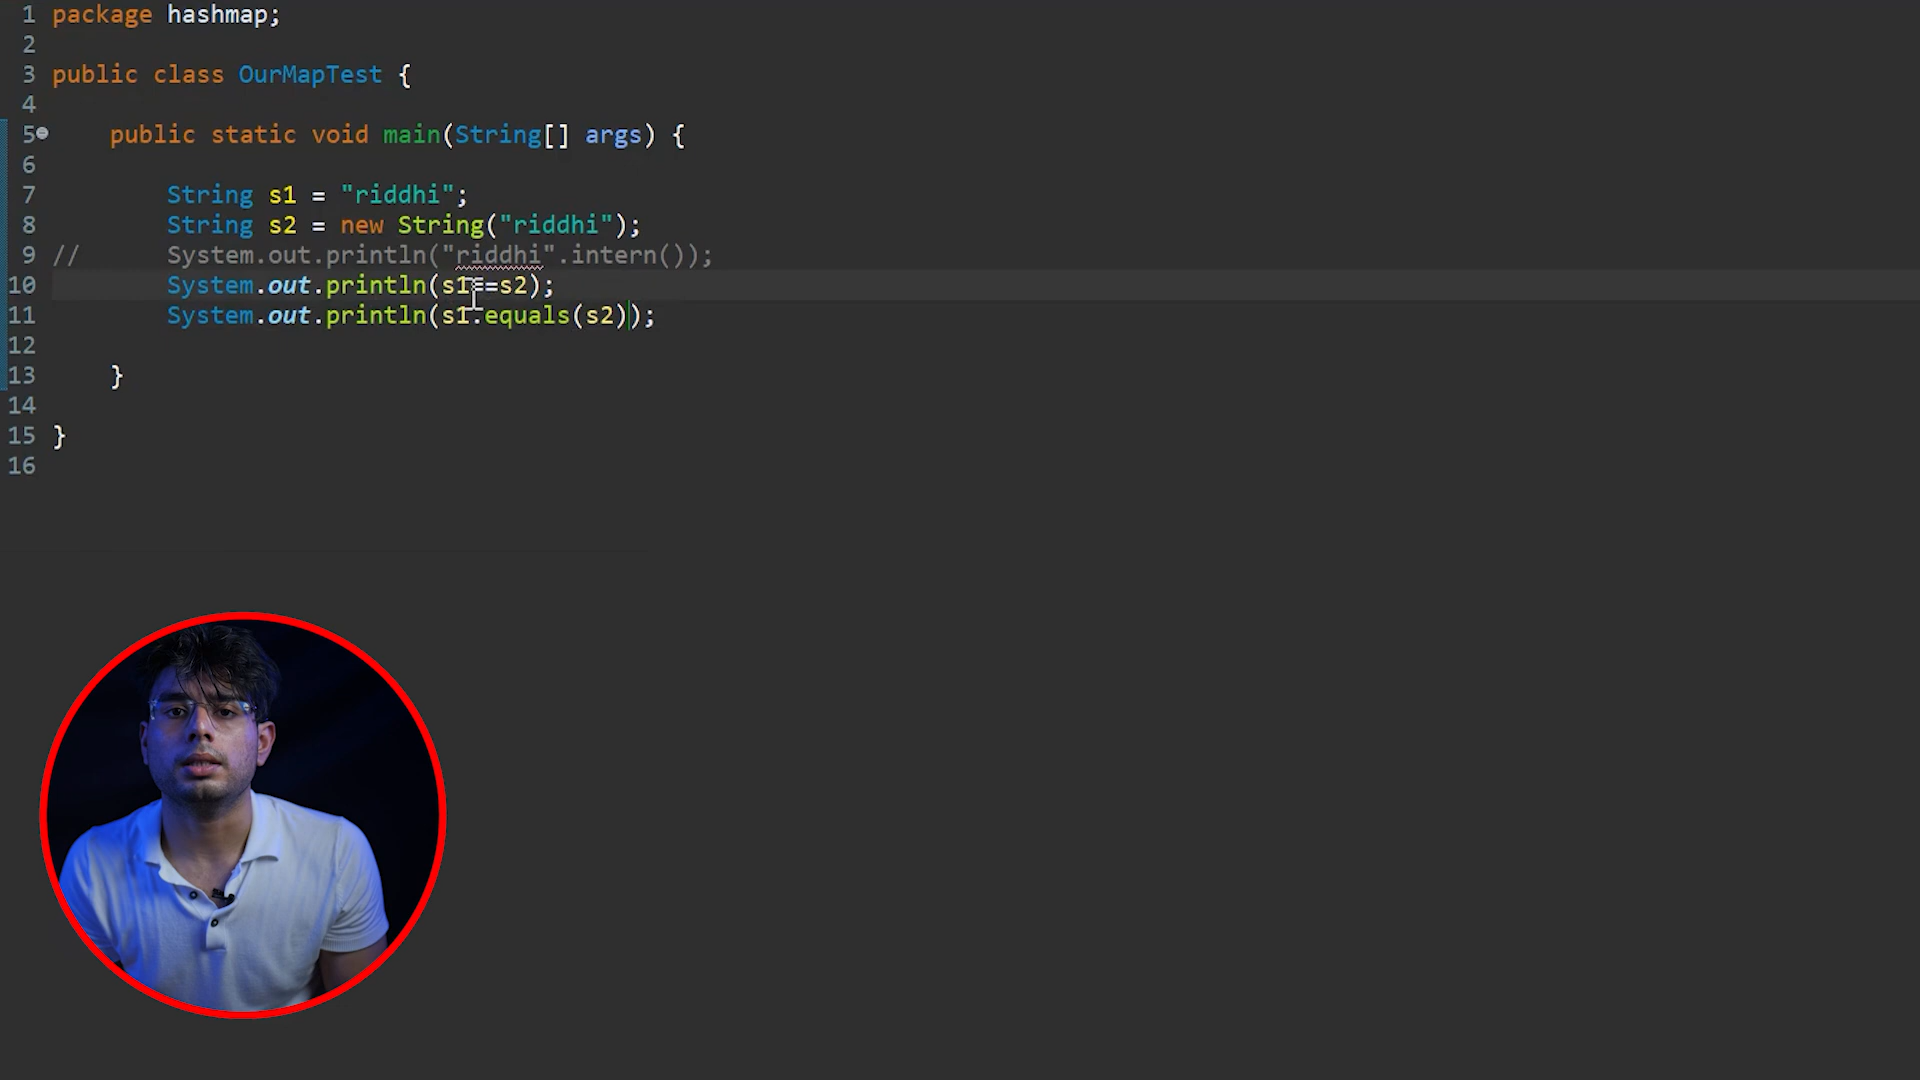 1 package hashmap;
2
3 public class OurMapTest {
4
5 public static void main(String[] args) {
6
7 String s1 = "riddhi";
8 String s2 = new String("riddhi");
9 // System.out.println("riddhi".intern());
10 System.out.println(s1==s2);
11 System.out.println(s1.equals(s2));
12
13 }
14
15 }
16